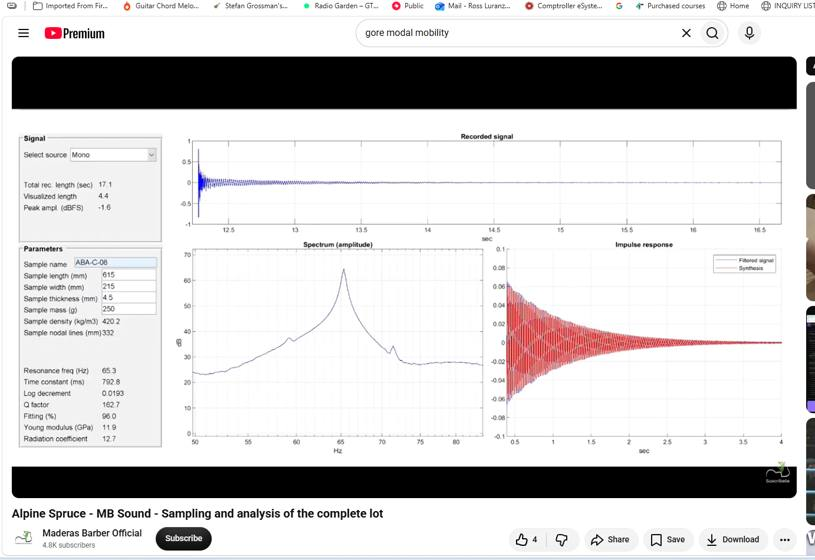 Imported From Fir...
Guitar Chord Melo...
Stefan Grossman's...
Radio Garden – GT...
Public
Mail - Ross Luranz...
Comptroller eSyste...
Purchased courses
Home
INQUIRY LIST
Premium
gore modal mobility
Signal
Select source Mono
Total rec. length (sec) 17.1
Visualized length 4.4
Peak ampl. (dBFS) -1.6
Recorded signal
1
0.5
0
-0.5
-1
12.5 13 13.5 14 14.5 15 15.5 16 16.5
sec
Parameters
Sample name ABA-C-08
Sample length (mm) 615
Sample width (mm) 215
Sample thickness (mm) 4.5
Sample mass (g) 250
Sample density (kg/m3) 420.2
Sample nodal lines (mm) 332
Resonance freq (Hz) 65.3
Time constant (ms) 792.8
Log decrement 0.0193
Q factor 162.7
Fitting (%) 96.0
Young modulus (GPa) 11.9
Radiation coefficient 12.7
Spectrum (amplitude)
70
60
50
40
30
20
10
0
dB
50 55 60 65 70 75 80
Hz
Impulse response
Filtered signal
Synthesis
0.1
0.08
0.06
0.04
0.02
0
-0.02
-0.04
-0.06
-0.08
-0.1
0.5 1 1.5 2 2.5 3 3.5 4
sec
Suscríbete
Alpine Spruce - MB Sound - Sampling and analysis of the complete lot
Maderas Barber Official
4.8K subscribers
Subscribe
4
Share
Save
Download